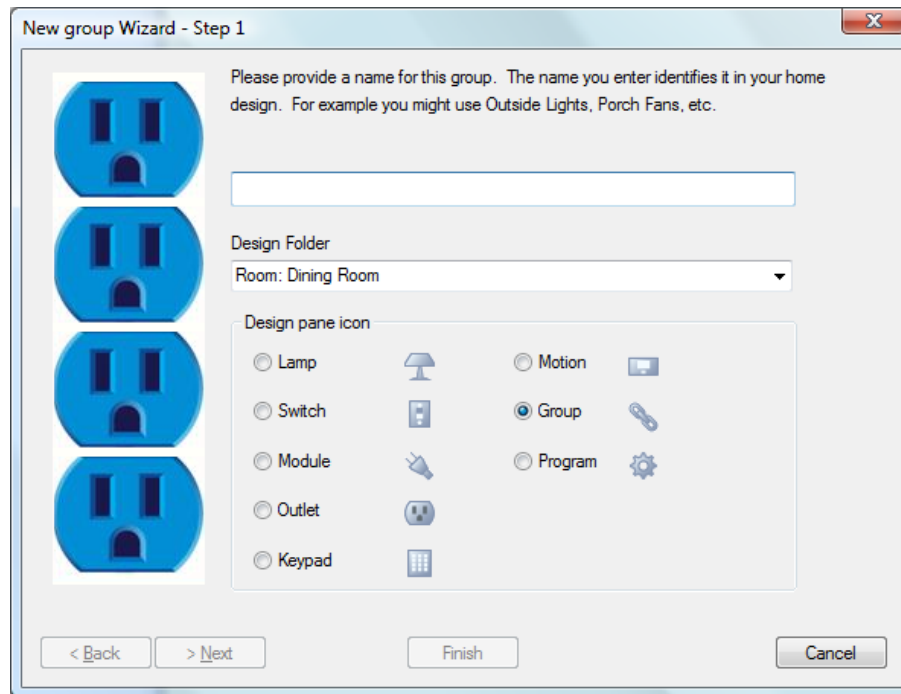 New group Wizard - Step 1
Please provide a name for this group. The name you enter identifies it in your home
design. For example you might use Outside Lights, Porch Fans, etc.
Design Folder
Room: Dining Room
Design pane icon
Lamp
Motion
Switch
Group
Module
Program
Outlet
Keypad
< Back
> Next
Finish
Cancel